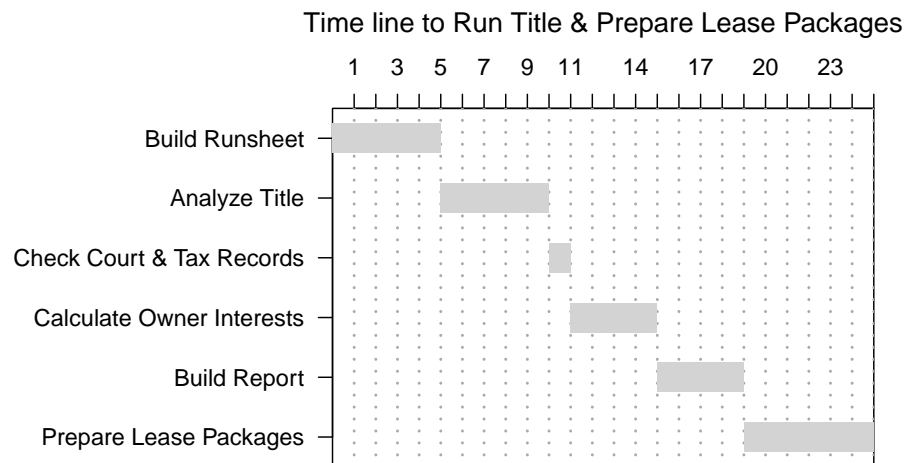 Time line to Run Title & Prepare Lease Packages
1 3 5 7 9 11 14 17 20 23
Build Runsheet
Analyze Title
Check Court & Tax Records
Calculate Owner Interests
Build Report
Prepare Lease Packages